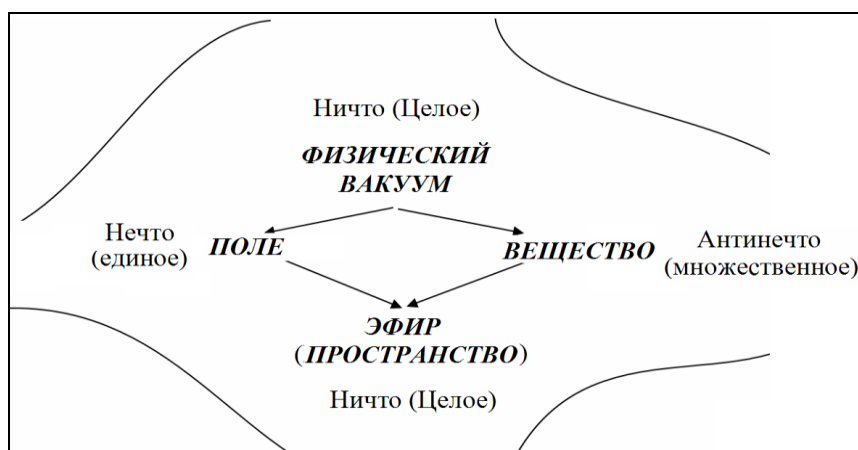 Ничто (Целое)
ФИЗИЧЕСКИЙ
ВАКУУМ
Нечто
(единое)
ПОЛЕ
ВЕЩЕСТВО
Антинечто
(множественное)
ЭФИР
(ПРОСТРАНСТВО)
Ничто (Целое)